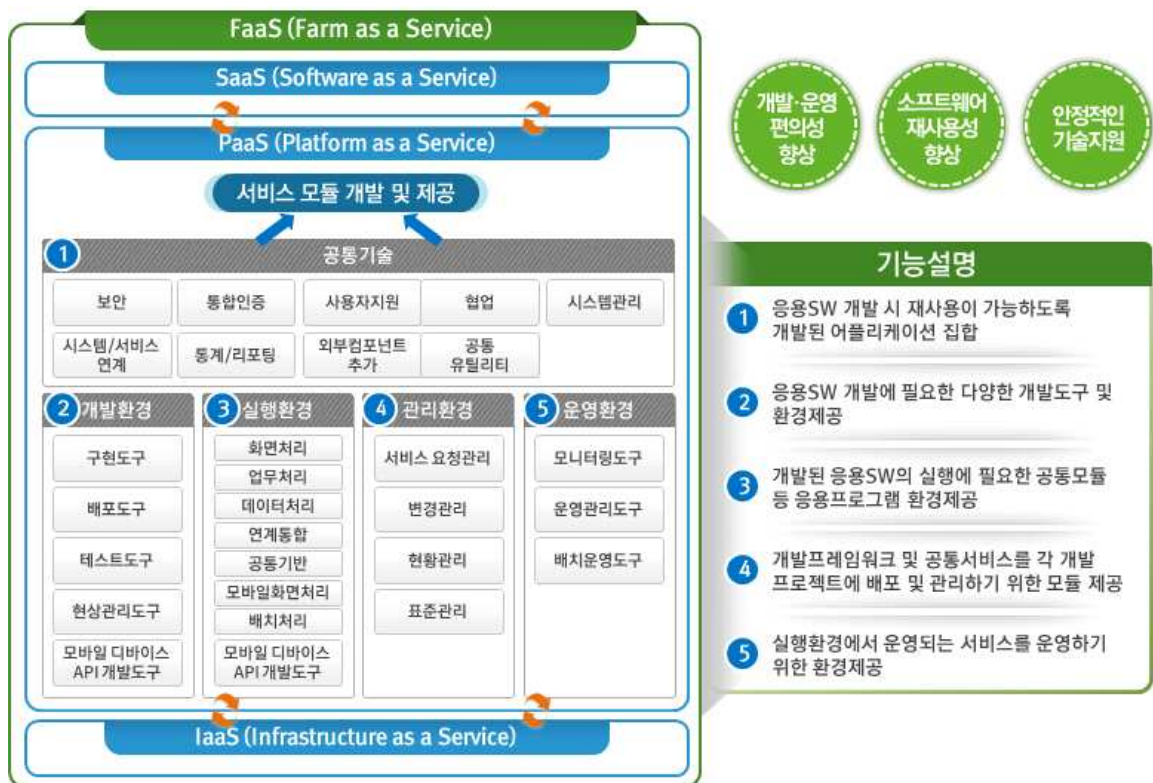 FaaS (Farm as a Service)
SaaS (Software as a Service)
PaaS (Platform as a Service)
서비스 모듈 개발 및 제공
1 공통기술
보안
통합인증
사용자지원
협업
시스템관리
시스템/서비스
연계
통계/리포팅
외부컴포넌트
추가
공통
유틸리티
2 개발환경
구현도구
배포도구
테스트도구
현상관리도구
모바일 디바이스
API 개발도구
3 실행환경
화면처리
업무처리
데이터처리
연계통합
공통기반
모바일화면처리
배치처리
모바일 디바이스
API 개발도구
4 관리환경
서비스 요청관리
변경관리
현황관리
표준관리
5 운영환경
모니터링도구
운영관리도구
배치운영도구
IaaS (Infrastructure as a Service)
개발·운영
편의성
향상
소프트웨어
재사용성
향상
안정적인
기술지원
기능설명
1 응용SW 개발 시 재사용이 가능하도록
개발된 어플리케이션 집합
2 응용SW 개발에 필요한 다양한 개발도구 및
환경제공
3 개발된 응용SW의 실행에 필요한 공통모듈
등 응용프로그램 환경제공
4 개발프레임워크 및 공통서비스를 각 개발
프로젝트에 배포 및 관리하기 위한 모듈 제공
5 실행환경에서 운영되는 서비스를 운영하기
위한 환경제공